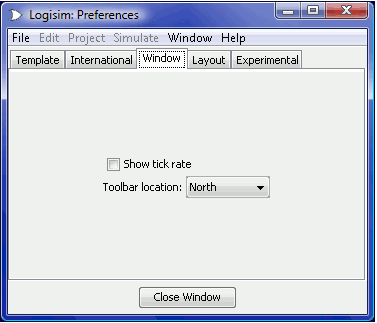 Logisim: Preferences
File Edit Project Simulate Window Help
Template International Window Layout Experimental
Show tick rate
Toolbar location: North
Close Window